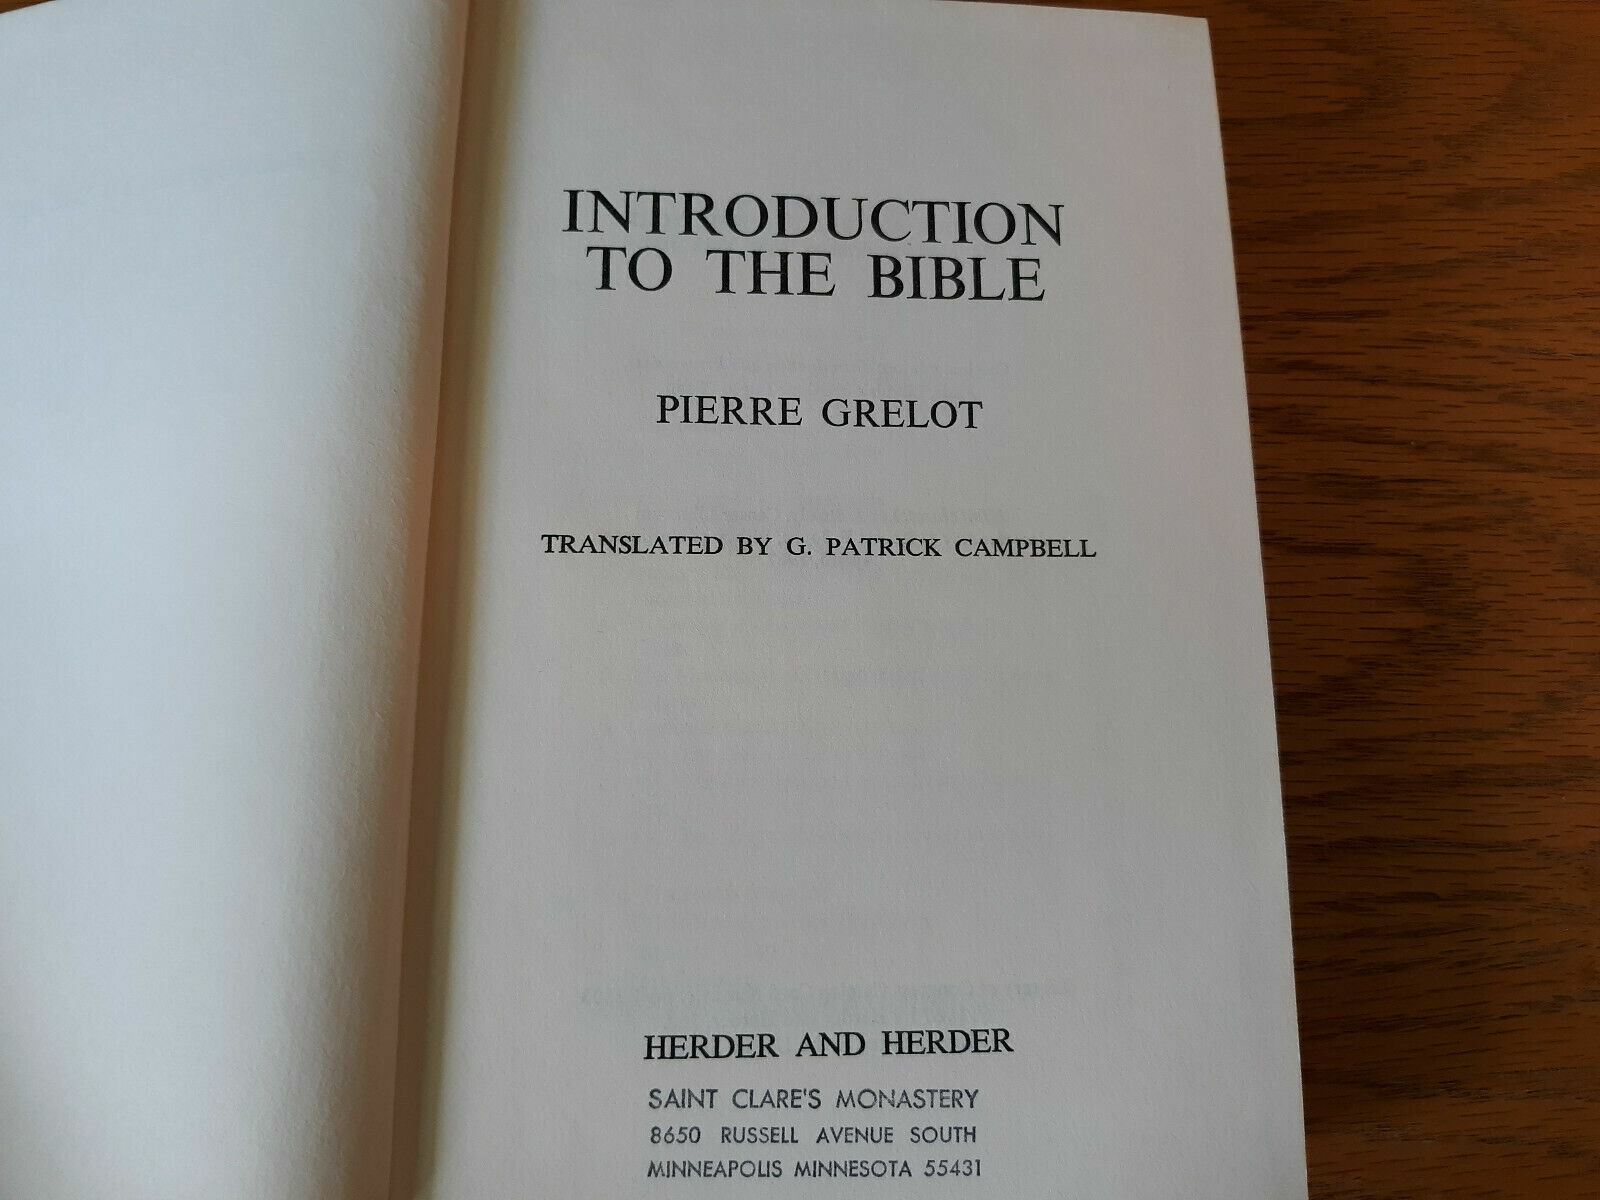 INTRODUCTION
TO THE BIBLE
PIERRE GRELOT
TRANSLATED BY G. PATRICK CAMPBELL
HERDER AND HERDER
SAINT CLARE'S MONASTERY
8650 RUSSELL AVENUE SOUTH
MINNEAPOLIS MINNESOTA 55431